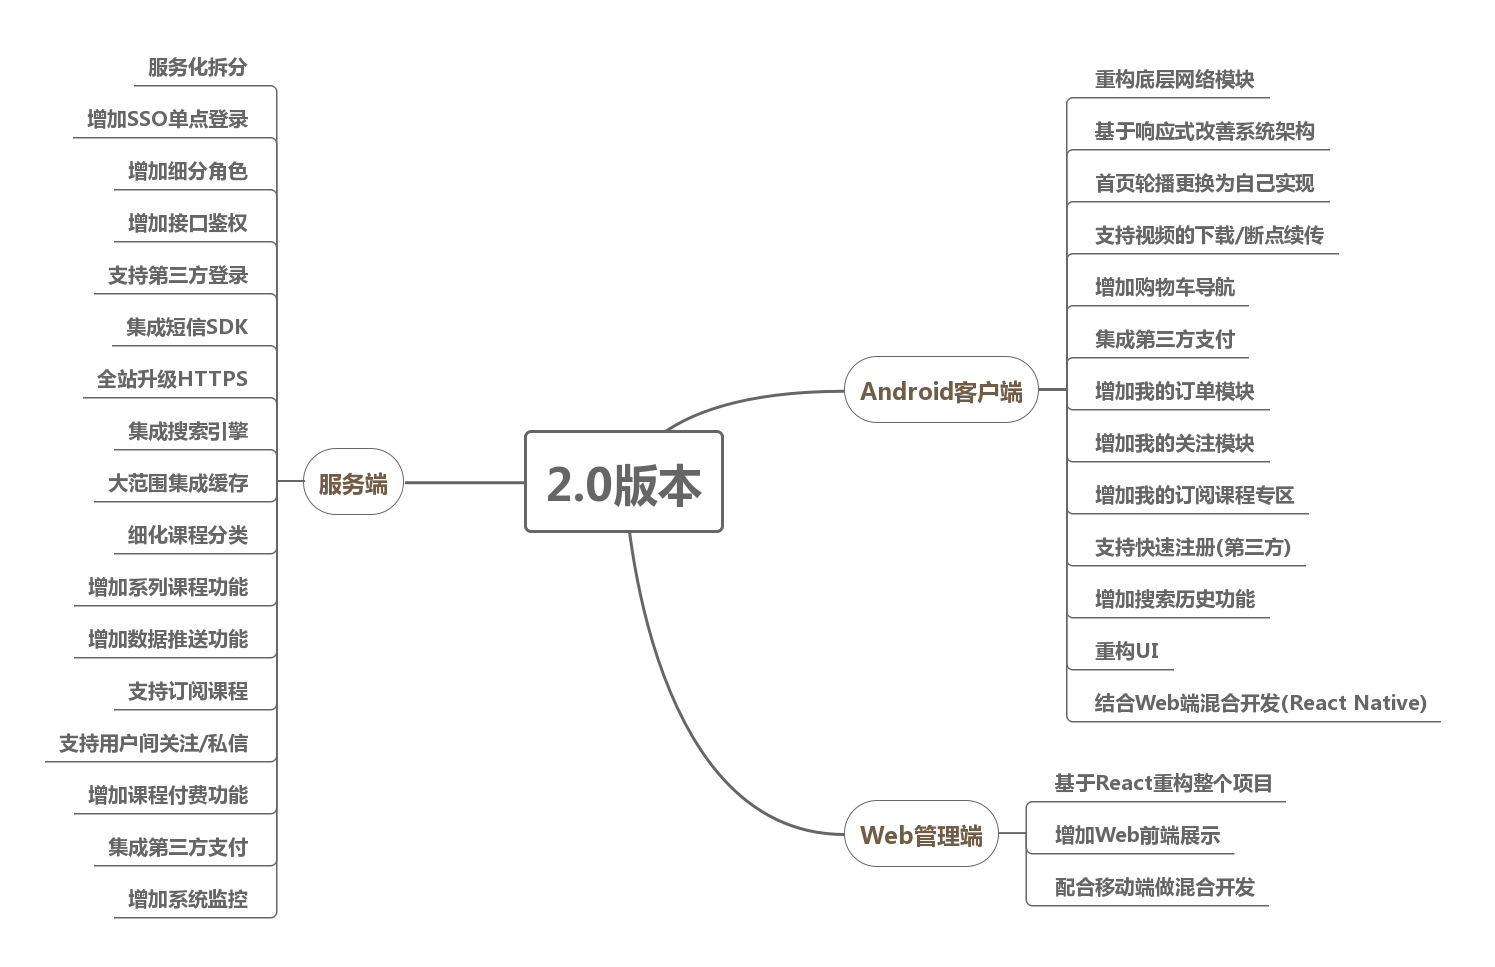 2.0版本
Android客户端
重构底层网络模块
基于响应式改善系统架构
首页轮播更换为自己实现
支持视频的下载/断点续传
增加购物车导航
集成第三方支付
增加我的订单模块
增加我的关注模块
增加我的订阅课程专区
支持快速注册(第三方)
增加搜索历史功能
重构UI
结合Web端混合开发(React Native)
Web管理端
基于React重构整个项目
增加Web前端展示
配合移动端做混合开发
服务端
服务化拆分
增加SSO单点登录
增加细分角色
增加接口鉴权
支持第三方登录
集成短信SDK
全站升级HTTPS
集成搜索引擎
大范围集成缓存
细化课程分类
增加系列课程功能
增加数据推送功能
支持订阅课程
支持用户间关注/私信
增加课程付费功能
集成第三方支付
增加系统监控